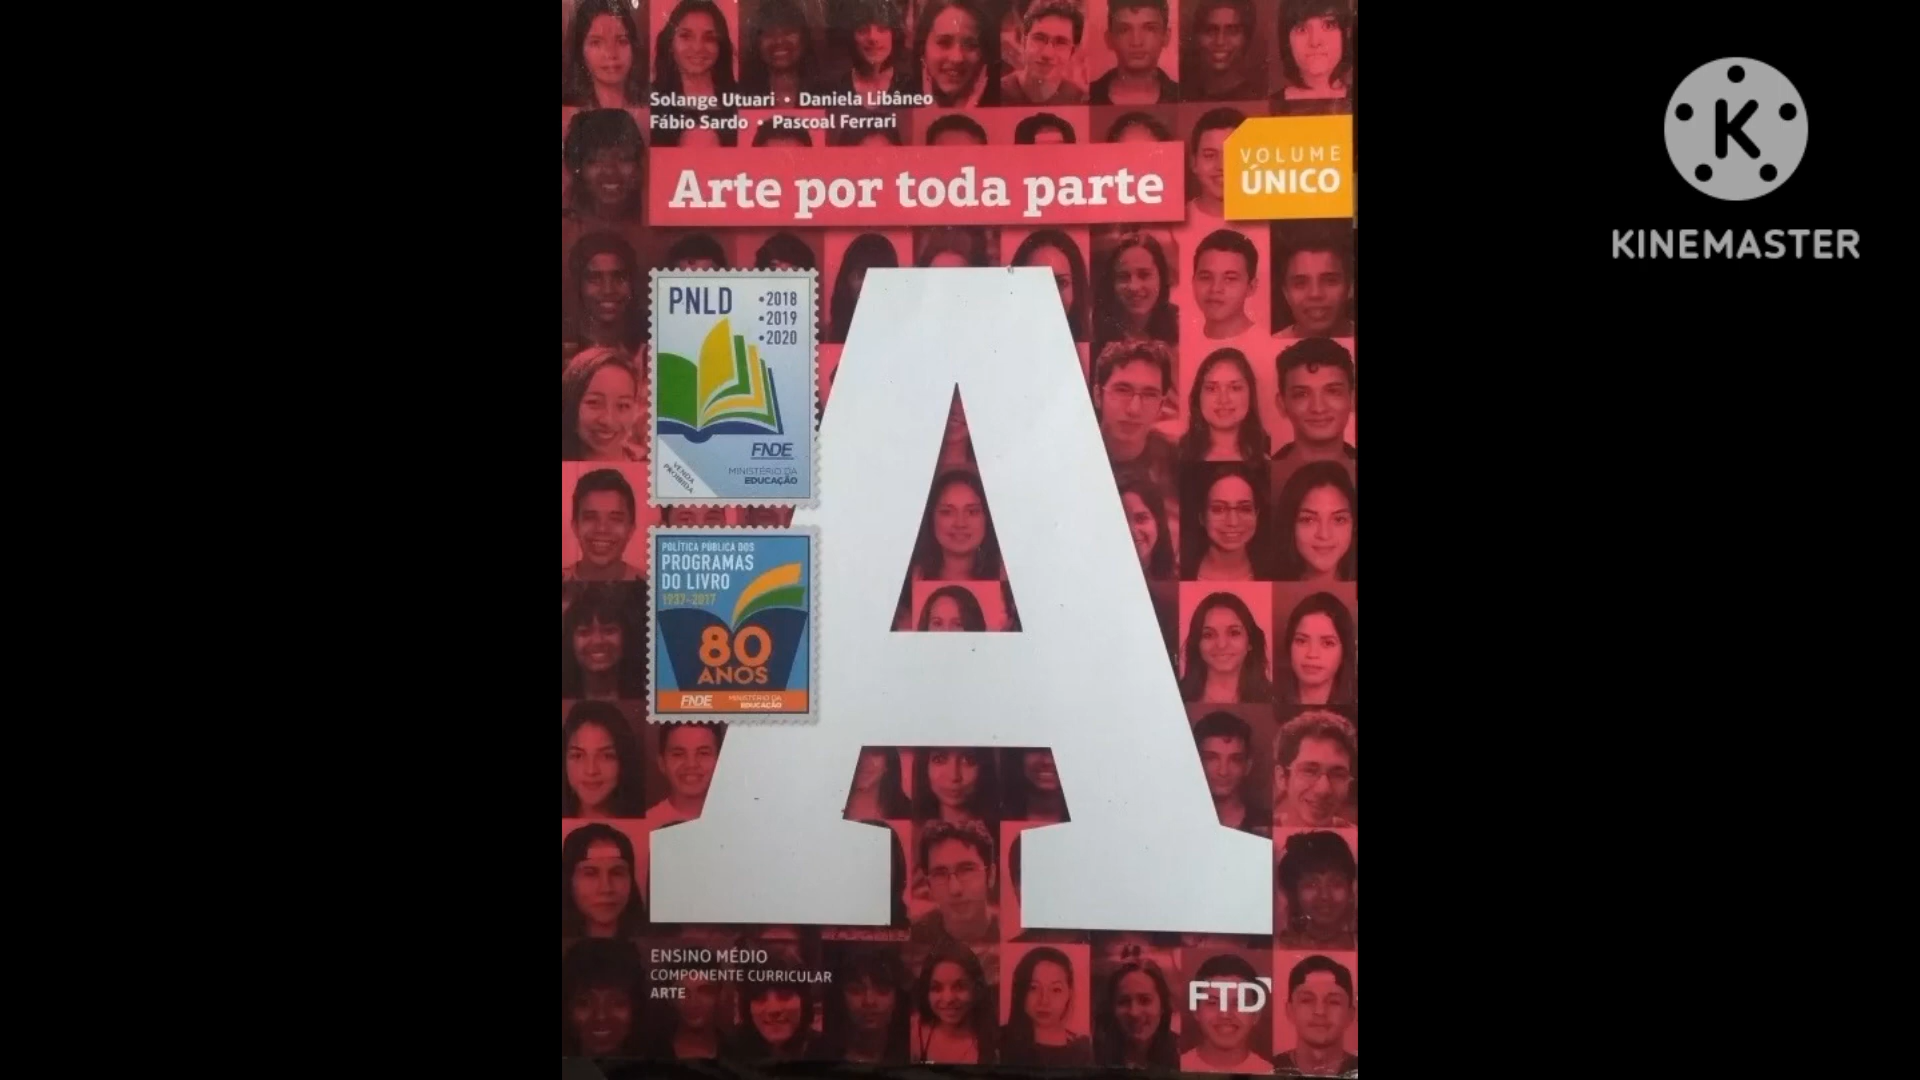 Solange Utuari • Daniela Libâneo
Fábio Sardo • Pascoal Ferrari
Arte por toda parte
VOLUME
ÚNICO
KINEMASTER
PNLD
•2018
•2019
•2020
FNDE
MINISTÉRIO DA
EDUCAÇÃO
VENDA
PROIBIDA
POLÍTICA PÚBLICA DOS
PROGRAMAS
DO LIVRO
1937-2017
80
ANOS
FNDE
MINISTÉRIO DA
EDUCAÇÃO
A
ENSINO MÉDIO
COMPONENTE CURRICULAR
ARTE
FTD